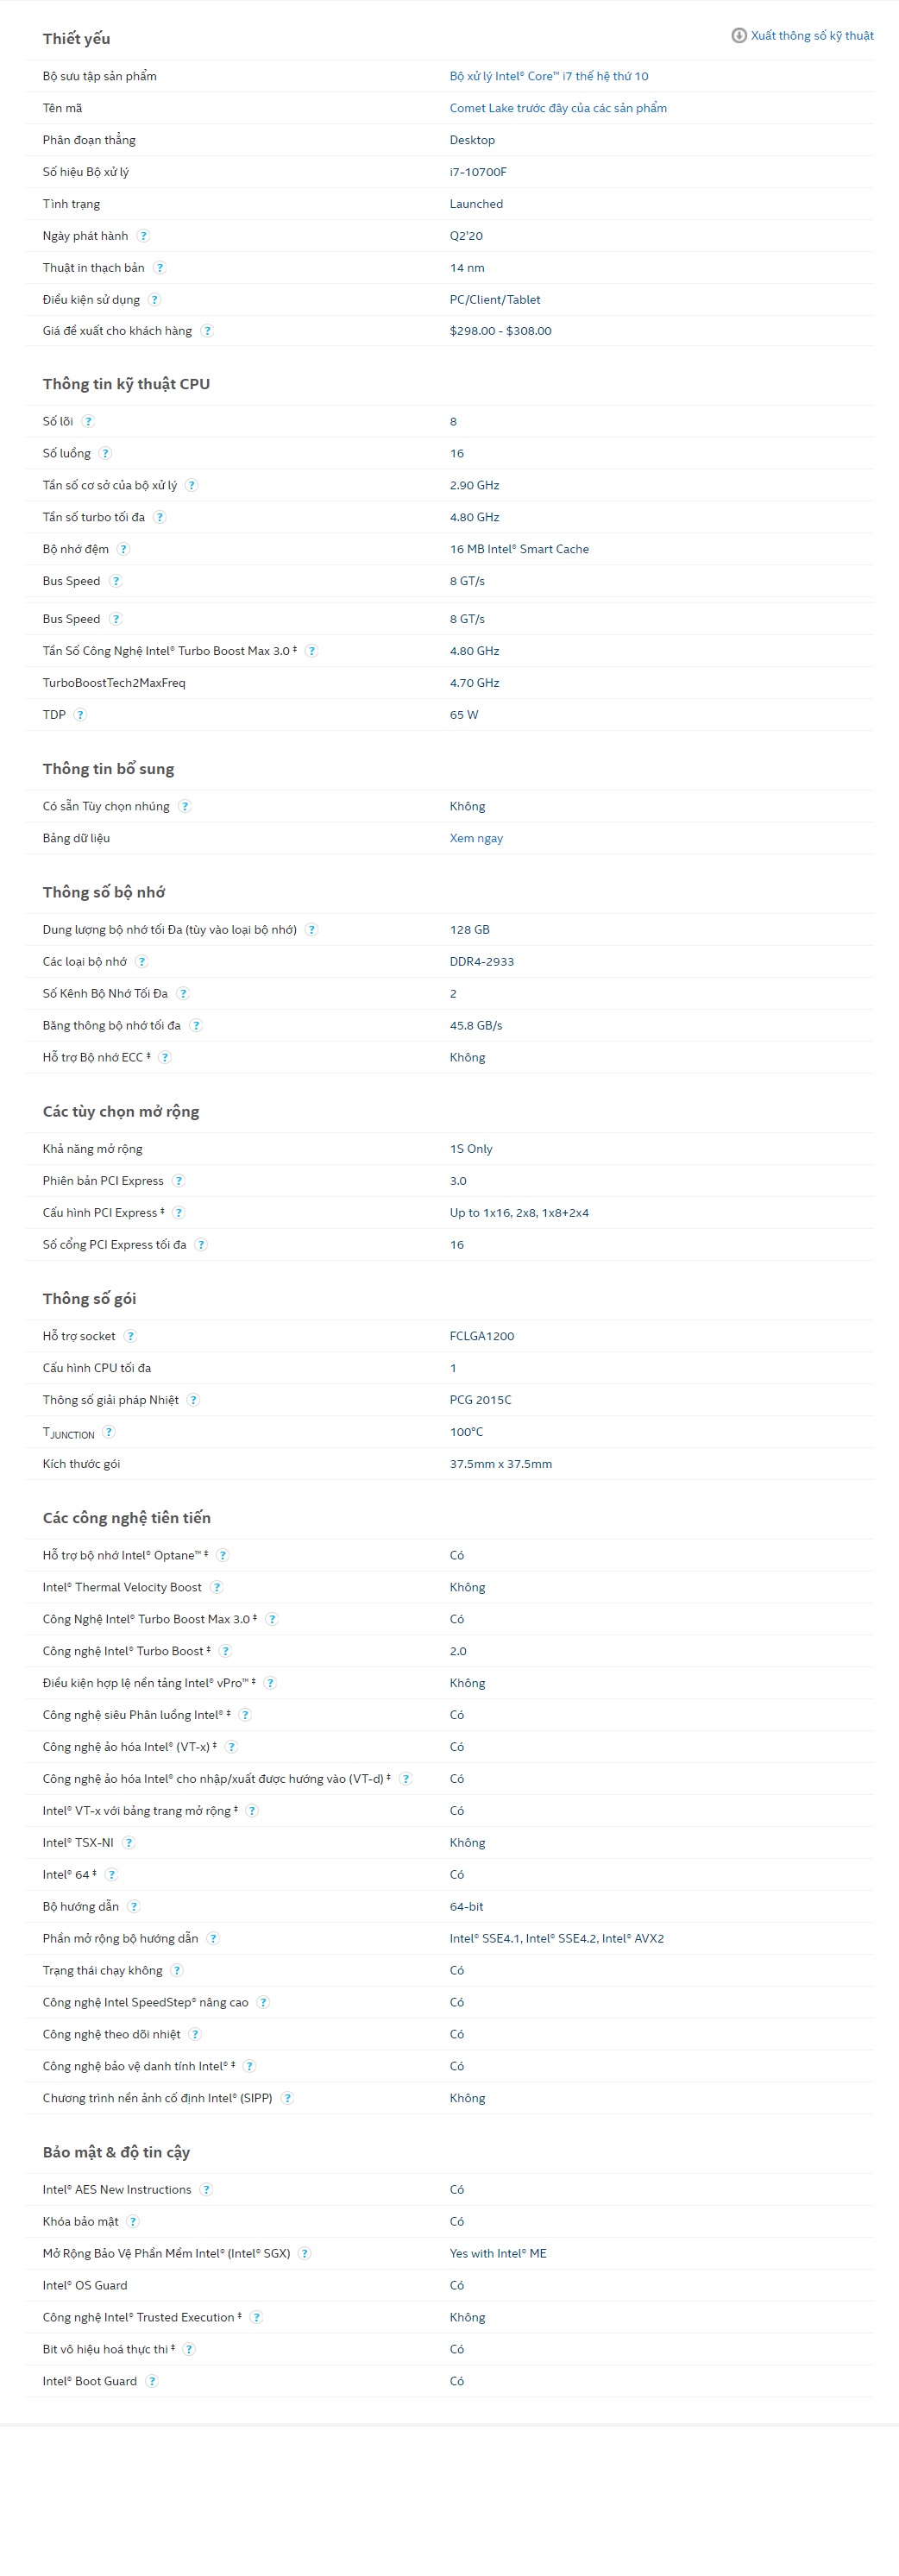 Thiết yếu
Xuất thông số kỹ thuật
Bộ sưu tập sản phẩm Bộ xử lý Intel® Core™ i7 thế hệ thứ 10
Tên mã Comet Lake trước đây của các sản phẩm
Phân đoạn thẳng Desktop
Số hiệu Bộ xử lý i7-10700F
Tình trạng Launched
Ngày phát hành ? Q2'20
Thuật in thạch bản ? 14 nm
Điều kiện sử dụng ? PC/Client/Tablet
Giá đề xuất cho khách hàng ? $298.00 - $308.00
Thông tin kỹ thuật CPU
Số lõi ? 8
Số luồng ? 16
Tần số cơ sở của bộ xử lý ? 2.90 GHz
Tần số turbo tối đa ? 4.80 GHz
Bộ nhớ đệm ? 16 MB Intel® Smart Cache
Bus Speed ? 8 GT/s
Bus Speed ? 8 GT/s
Tần Số Công Nghệ Intel® Turbo Boost Max 3.0 ‡ ? 4.80 GHz
TurboBoostTech2MaxFreq 4.70 GHz
TDP ? 65 W
Thông tin bổ sung
Có sẵn Tùy chọn nhúng ? Không
Bảng dữ liệu Xem ngay
Thông số bộ nhớ
Dung lượng bộ nhớ tối Đa (tùy vào loại bộ nhớ) ? 128 GB
Các loại bộ nhớ ? DDR4-2933
Số Kênh Bộ Nhớ Tối Đa ? 2
Băng thông bộ nhớ tối đa ? 45.8 GB/s
Hỗ trợ Bộ nhớ ECC ‡ ? Không
Các tùy chọn mở rộng
Khả năng mở rộng 1S Only
Phiên bản PCI Express ? 3.0
Cấu hình PCI Express ‡ ? Up to 1x16, 2x8, 1x8+2x4
Số cổng PCI Express tối đa ? 16
Thông số gói
Hỗ trợ socket ? FCLGA1200
Cấu hình CPU tối đa 1
Thông số giải pháp Nhiệt ? PCG 2015C
TJUNCTION ? 100°C
Kích thước gói 37.5mm x 37.5mm
Các công nghệ tiên tiến
Hỗ trợ bộ nhớ Intel® Optane™ ‡ ? Có
Intel® Thermal Velocity Boost ? Không
Công Nghệ Intel® Turbo Boost Max 3.0 ‡ ? Có
Công nghệ Intel® Turbo Boost ‡ ? 2.0
Điều kiện hợp lệ nền tảng Intel® vPro™ ‡ ? Không
Công nghệ siêu Phân luồng Intel® ‡ ? Có
Công nghệ ảo hóa Intel® (VT-x) ‡ ? Có
Công nghệ ảo hóa Intel® cho nhập/xuất được hướng vào (VT-d) ‡ ? Có
Intel® VT-x với bảng trang mở rộng ‡ ? Có
Intel® TSX-NI ? Không
Intel® 64 ‡ ? Có
Bộ hướng dẫn ? 64-bit
Phần mở rộng bộ hướng dẫn ? Intel® SSE4.1, Intel® SSE4.2, Intel® AVX2
Trạng thái chạy không ? Có
Công nghệ Intel SpeedStep® nâng cao ? Có
Công nghệ theo dõi nhiệt ? Có
Công nghệ bảo vệ danh tính Intel® ‡ ? Có
Chương trình nền ảnh cố định Intel® (SIPP) ? Không
Bảo mật & độ tin cậy
Intel® AES New Instructions ? Có
Khóa bảo mật ? Có
Mở Rộng Bảo Vệ Phần Mềm Intel® (Intel® SGX) ? Yes with Intel® ME
Intel® OS Guard Có
Công nghệ Intel® Trusted Execution ‡ ? Không
Bit vô hiệu hoá thực thi ‡ ? Có
Intel® Boot Guard ? Có